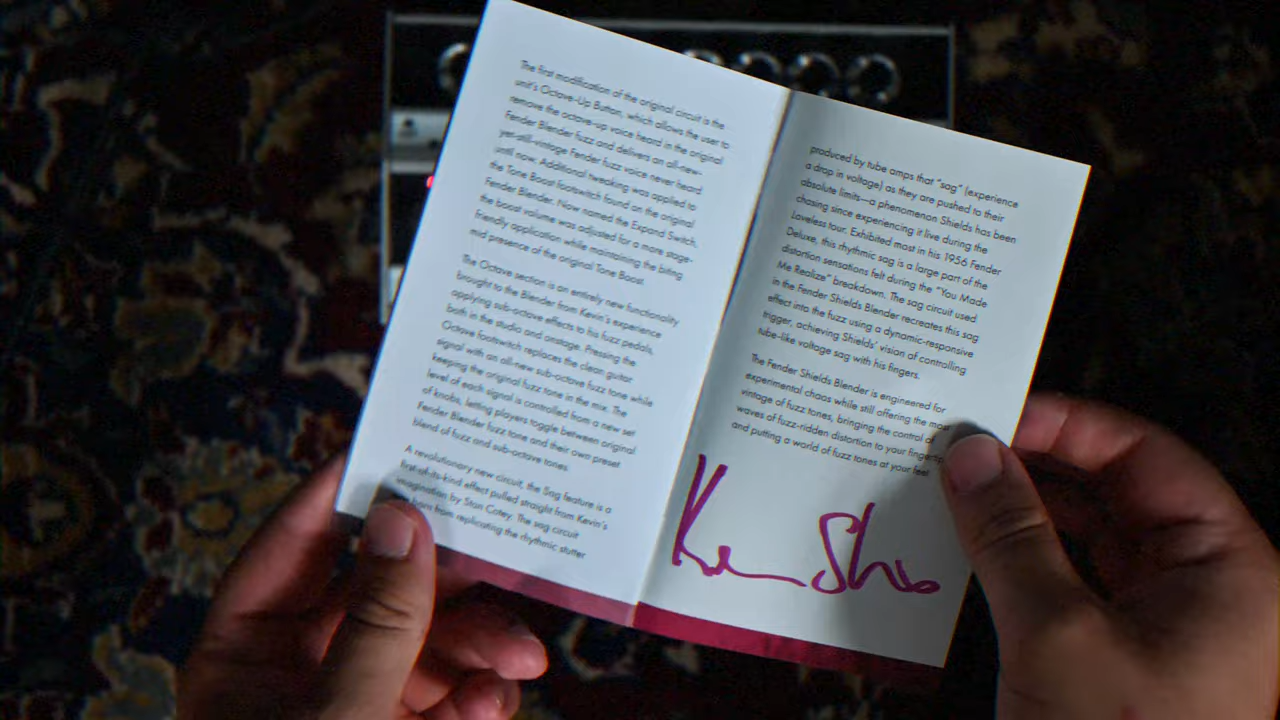 The first modification of the original circuit is the
unit's Octave-Up Button, which allows the user to
remove the octave-up voice heard in the original
Fender Blender fuzz and delivers an all-new-
yet-still-vintage Fender fuzz voice never heard
until now. Additional tweaking was applied to
the Tone Boost footswitch found on the original
Fender Blender. Now named the Expand Switch,
the boost volume was adjusted for a more stage-
friendly application while maintaining the biting
mid presence of the original Tone Boost.
The Octave section is an entirely new functionality
brought to the Blender from Kevin's experience
applying sub-octave effects to his fuzz pedals,
both in the studio and onstage. Pressing the
Octave footswitch replaces the clean guitar
signal with an all-new sub-octave fuzz tone while
keeping the original fuzz tone in the mix. The
level of each signal is controlled from a new set
of knobs, letting players toggle between original
Fender Blender fuzz tone and their own preset
blend of fuzz and sub-octave tones.
A revolutionary new circuit, the Sag feature is a
first-of-its-kind effect pulled straight from Kevin's
imagination by Stan Cotey. The sag circuit
born from replicating the rhythmic stutter
produced by tube amps that "sag" (experience
a drop in voltage) as they are pushed to their
absolute limits—a phenomenon Shields has been
chasing since experiencing it live during the
Loveless tour. Exhibited most in his 1956 Fender
Deluxe, this rhythmic sag is a large part of the
distortion sensations felt during the "You Made
Me Realize" breakdown. The sag circuit used
in the Fender Shields Blender recreates this sag
effect into the fuzz using a dynamic-responsive
trigger, achieving Shields' vision of controlling
tube-like voltage sag with his fingers.
The Fender Shields Blender is engineered for
experimental chaos while still offering the most
vintage of fuzz tones, bringing the control of
waves of fuzz-ridden distortion to your fingertip
and putting a world of fuzz tones at your feet